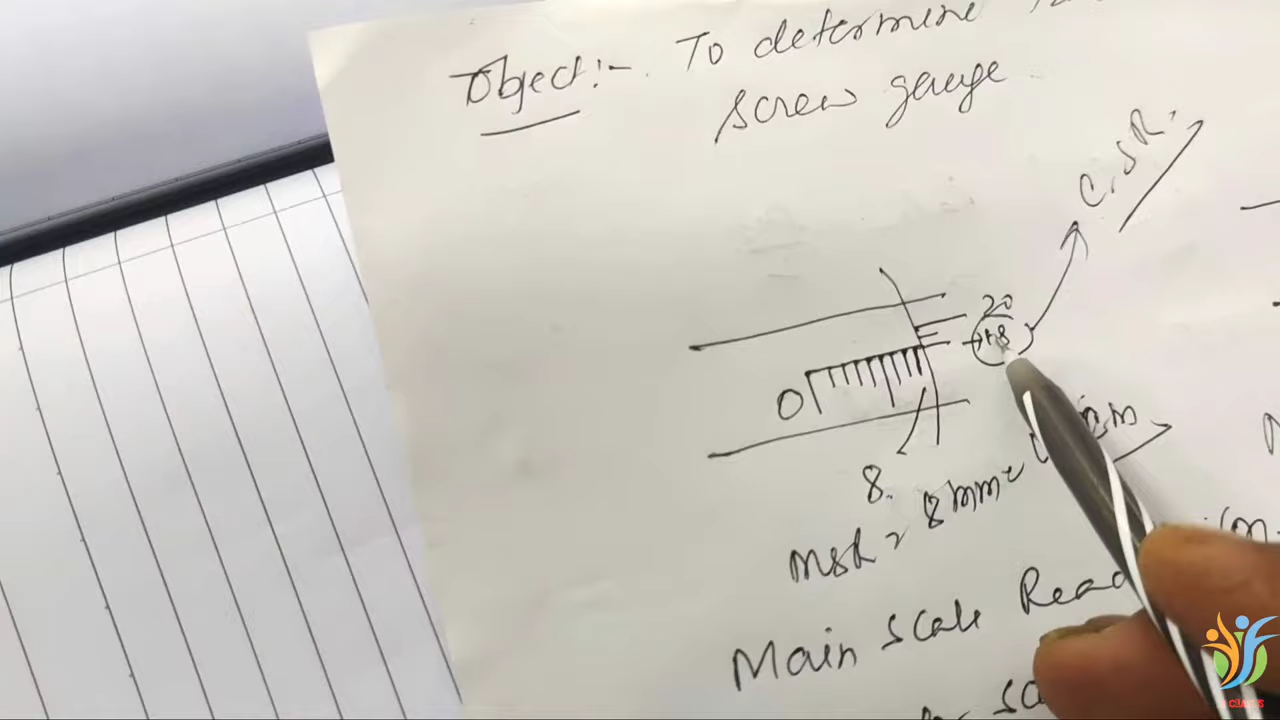 Object:- To determine
screw gauge
C.S.R.
20
18
0
8.
MSR = 8mm =
Main Scale Read